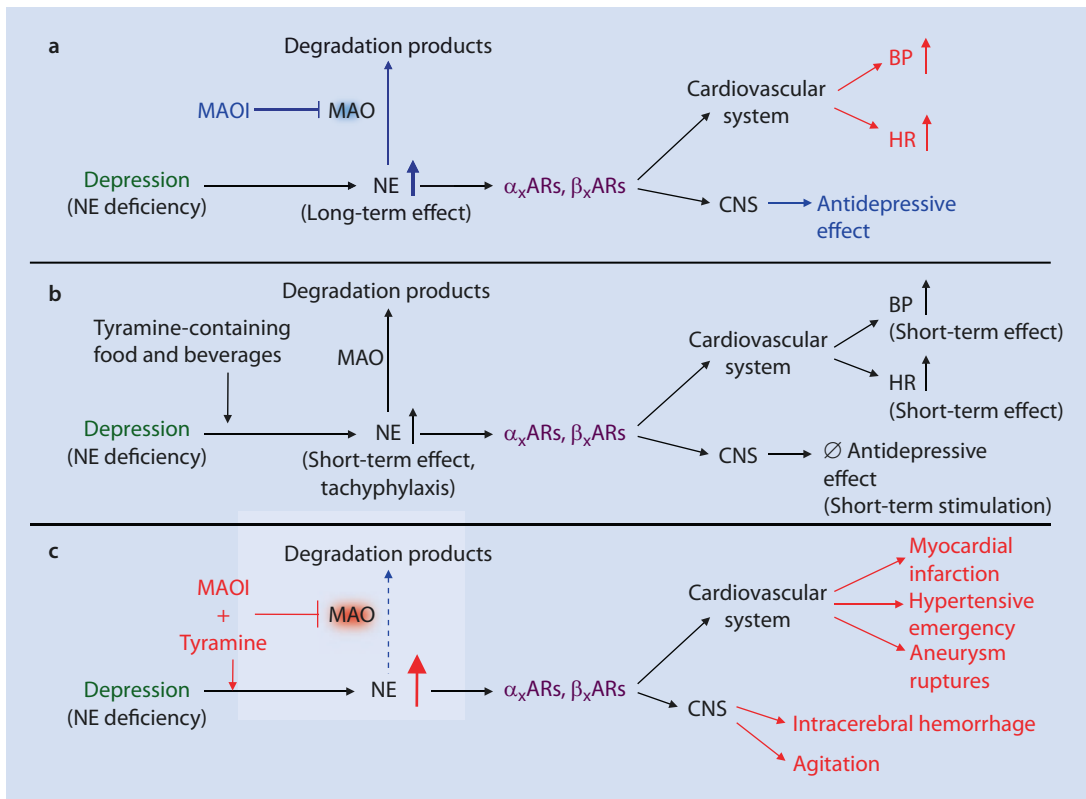 a
Degradation products
MAOI
MAO
Depression
(NE deficiency)
NE
(Long-term effect)
αₓARs, βₓARs
Cardiovascular
system
BP
HR
CNS
Antidepressive
effect
b
Degradation products
Tyramine-containing
food and beverages
MAO
Depression
(NE deficiency)
NE
(Short-term effect,
tachyphylaxis)
αₓARs, βₓARs
Cardiovascular
system
BP
(Short-term effect)
HR
(Short-term effect)
CNS
∅ Antidepressive
effect
(Short-term stimulation)
c
Degradation products
MAOI
+
Tyramine
MAO
Depression
(NE deficiency)
NE
αₓARs, βₓARs
Cardiovascular
system
Myocardial
infarction
Hypertensive
emergency
Aneurysm
ruptures
CNS
Intracerebral hemorrhage
Agitation